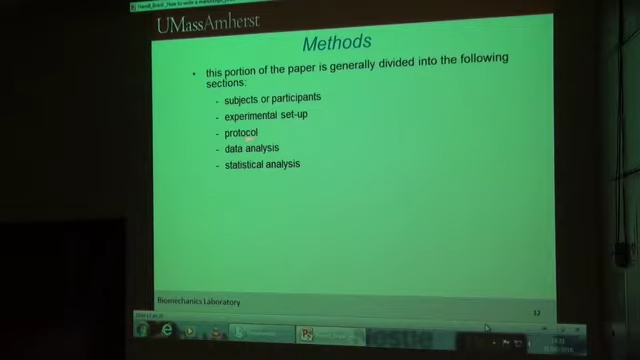 UMassAmherst
Methods
• this portion of the paper is generally divided into the following
sections:
- subjects or participants
- experimental set-up
- protocol
- data analysis
- statistical analysis
Biomechanics Laboratory
12